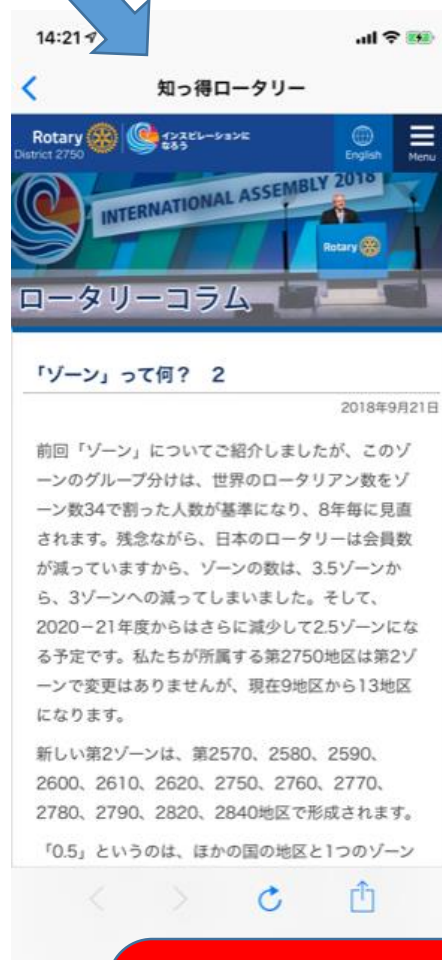 14:21
知っ得ロータリー
Rotary
District 2750
インスピレーションに
なろう
English
Menu
INTERNATIONAL ASSEMBLY 2018
Rotary
ロータリーコラム
「ゾーン」って何？ 2
2018年9月21日
前回「ゾーン」についてご紹介しましたが、このゾ
ーンのグループ分けは、世界のロータリアン数をゾ
ーン数34で割った人数が基準になり、8年毎に見直
されます。残念ながら、日本のロータリーは会員数
が減っていますから、ゾーンの数は、3.5ゾーンか
ら、3ゾーンへの減ってしまいました。そして、
2020－21年度からはさらに減少して2.5ゾーンにな
る予定です。私たちが所属する第2750地区は第2ゾ
ーンで変更はありませんが、現在9地区から13地区
になります。
新しい第2ゾーンは、第2570、2580、2590、
2600、2610、2620、2750、2760、2770、
2780、2790、2820、2840地区で形成されます。
「0.5」というのは、ほかの国の地区と1つのゾーン